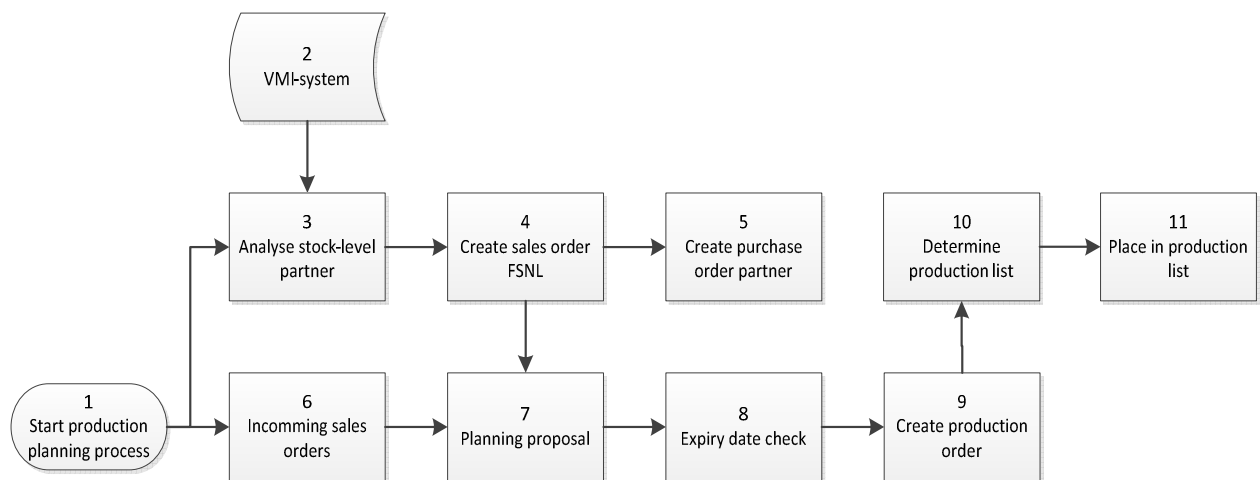 2
VMI-system
3
Analyse stock-level
partner
4
Create sales order
FSNL
5
Create purchase
order partner
10
Determine
production list
11
Place in production
list
1
Start production
planning process
6
Incomming sales
orders
7
Planning proposal
8
Expiry date check
9
Create production
order